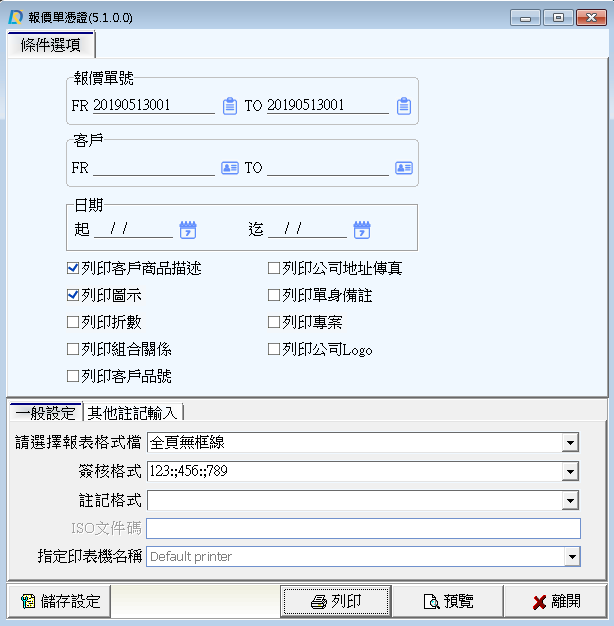 報價單憑證(5.1.0.0)
條件選項
報價單號
FR 20190513001 TO 20190513001
客戶
FR TO
日期
起 / / 迄 / /
列印客戶商品描述 列印公司地址傳真
列印圖示 列印單身備註
列印折數 列印專案
列印組合關係 列印公司Logo
列印客戶品號
一般設定 其他註記輸入
請選擇報表格式檔 全頁無框線
簽核格式 123:;456:;789
註記格式
ISO文件碼
指定印表機名稱 Default printer
儲存設定 列印 預覽 離開